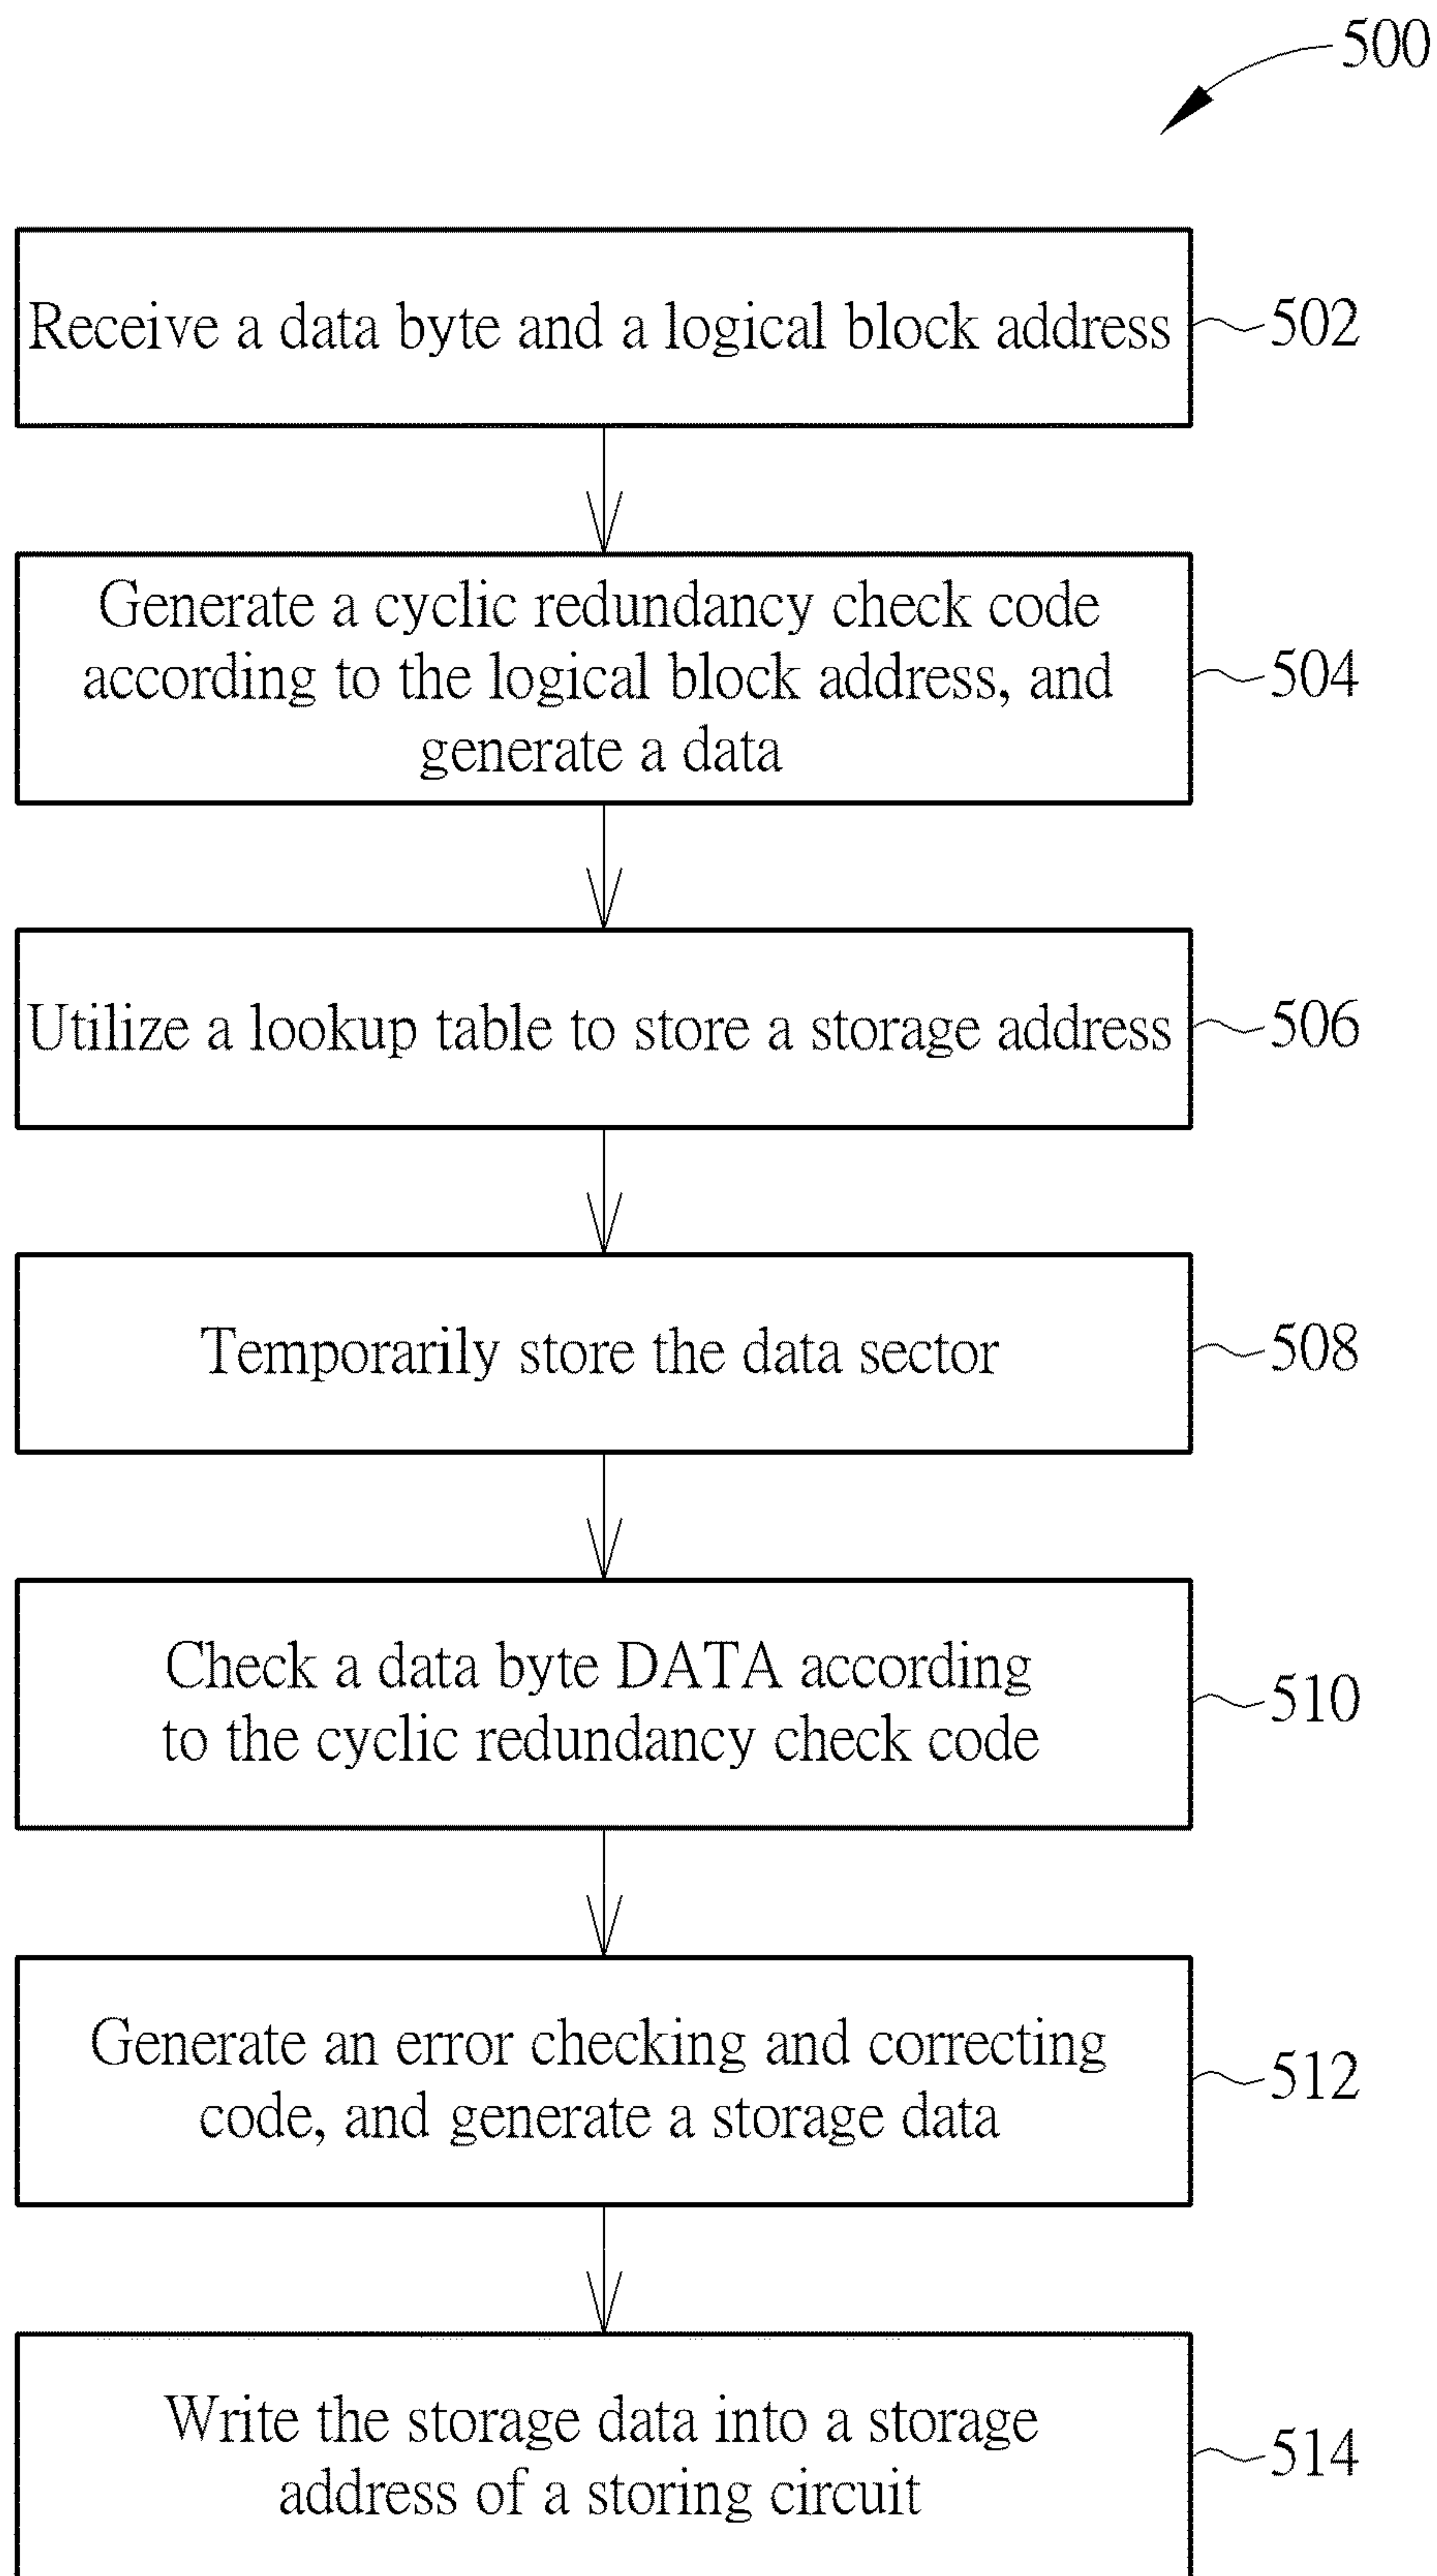 500
Receive a data byte and a logical block address
502
Generate a cyclic redundancy check code
according to the logical block address, and
generate a data
504
Utilize a lookup table to store a storage address
506
Temporarily store the data sector
508
Check a data byte DATA according
to the cyclic redundancy check code
510
Generate an error checking and correcting
code, and generate a storage data
512
Write the storage data into a storage
address of a storing circuit
514